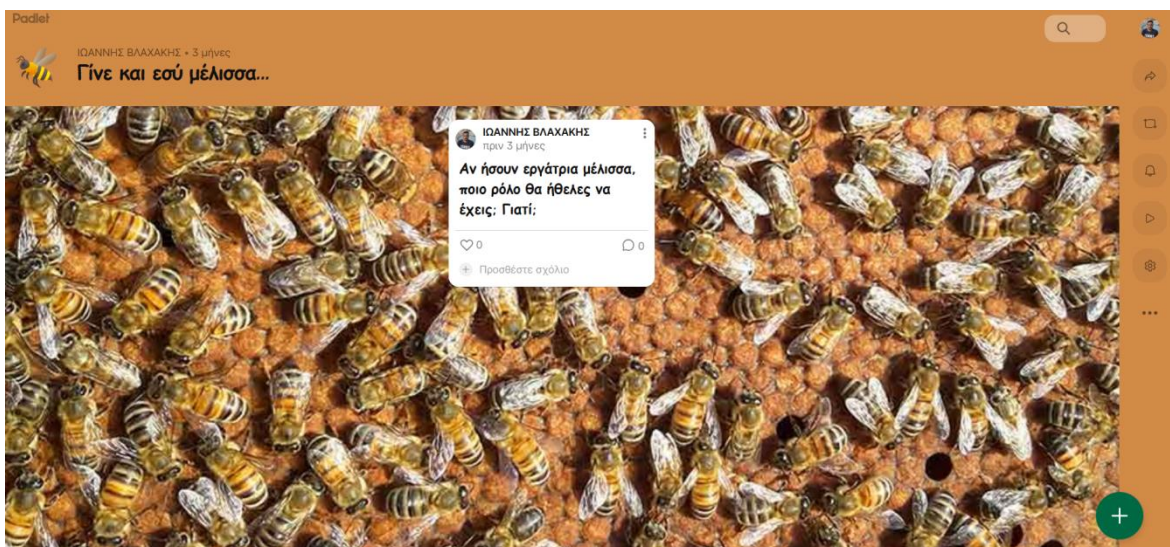 Padlet
ΙΩΑΝΝΗΣ ΒΛΑΧΑΚΗΣ • 3 μήνες
Γίνε και εσύ μέλισσα...
ΙΩΑΝΝΗΣ ΒΛΑΧΑΚΗΣ
πριν 3 μήνες
Αν ήσουν εργάτρια μέλισσα,
ποιο ρόλο θα ήθελες να
έχεις; Γιατί;
0 0
Προσθέστε σχόλιο